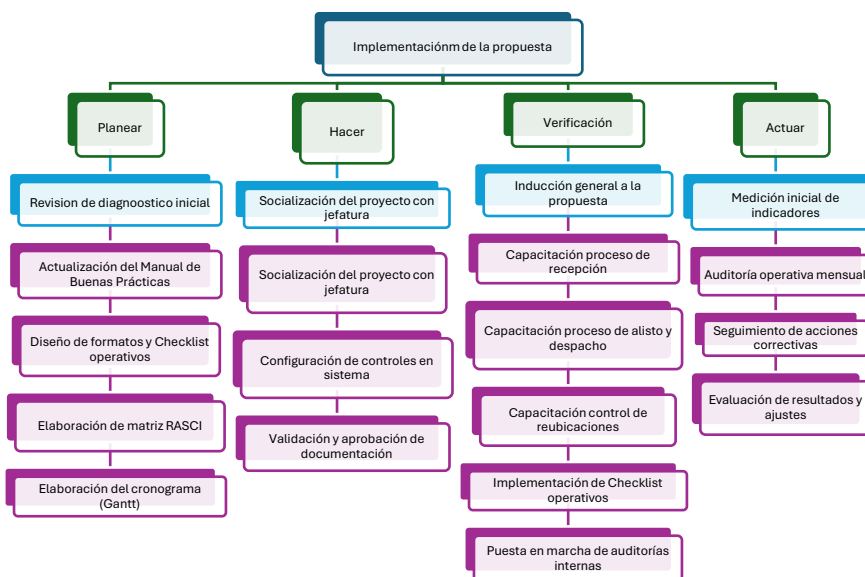 Implementaciónm de la propuesta
Planear
Hacer
Verificación
Actuar
Revision de diagnoostico inicial
Actualización del Manual de
Buenas Prácticas
Diseño de formatos y Checklist
operativos
Elaboración de matriz RASCI
Elaboración del cronograma
(Gantt)
Socialización del proyecto con
jefatura
Socialización del proyecto con
jefatura
Configuración de controles en
sistema
Validación y aprobación de
documentación
Inducción general a la
propuesta
Capacitación proceso de
recepción
Capacitación proceso de alisto y
despacho
Capacitación control de
reubicaciones
Implementación de Checklist
operativos
Puesta en marcha de auditorías
internas
Medición inicial de
indicadores
Auditoría operativa mensual
Seguimiento de acciones
correctivas
Evaluación de resultados y
ajustes